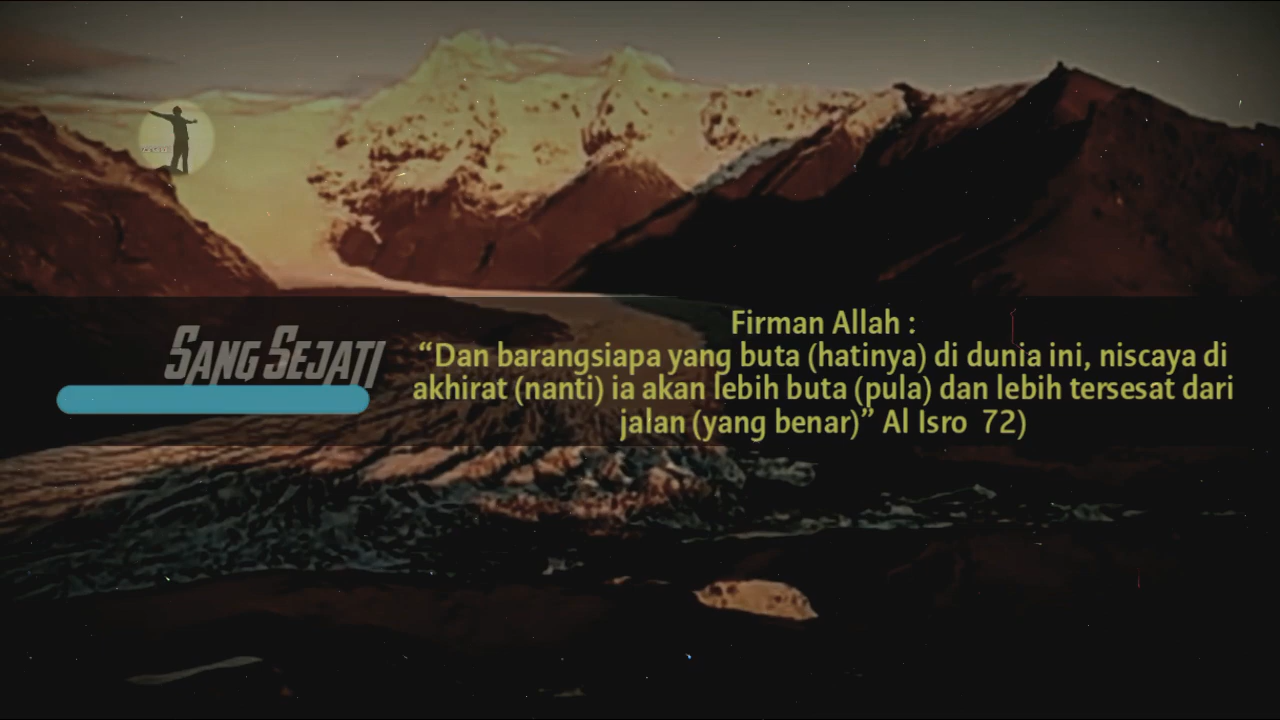 SANG SEJATI
Firman Allah :
“Dan barangsiapa yang buta (hatinya) di dunia ini, niscaya di
akhirat (nanti) ia akan lebih buta (pula) dan lebih tersesat dari
jalan (yang benar)” Al Isro  72)